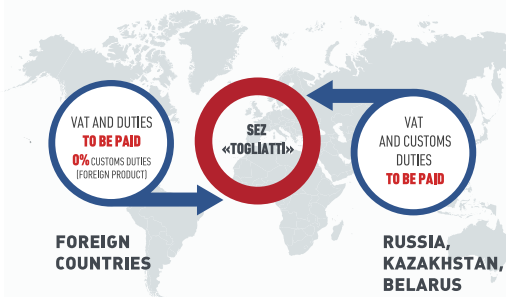 VAT AND DUTIES
TO BE PAID
0% CUSTOMS DUTIES
(FOREIGN PRODUCT)
FOREIGN
COUNTRIES
SEZ
«TOGLIATTI»
VAT
AND CUSTOMS
DUTIES
TO BE PAID
RUSSIA,
KAZAKHSTAN,
BELARUS